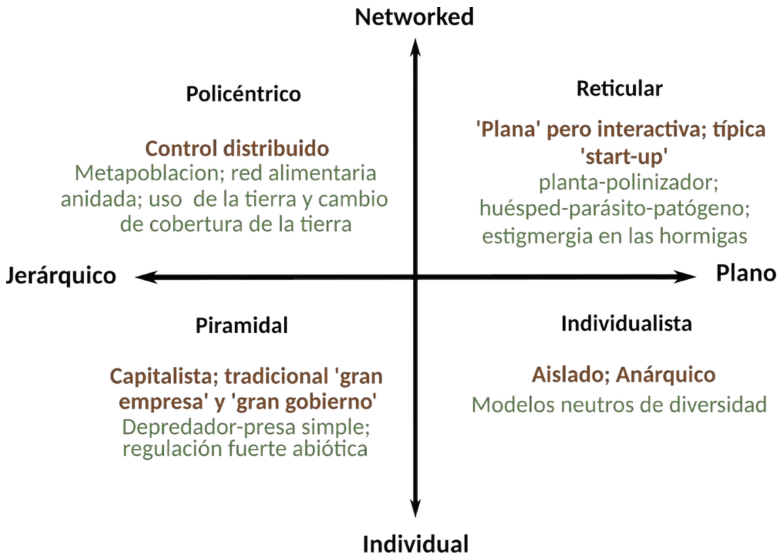 Networked
Policéntrico
Control distribuido
Metapoblacion; red alimentaria
anidada; uso de la tierra y cambio
de cobertura de la tierra
Reticular
'Plana' pero interactiva; típica
'start-up'
planta-polinizador;
huésped-parásito-patógeno;
estigmergia en las hormigas
Jerárquico
Plano
Piramidal
Capitalista; tradicional 'gran
empresa' y 'gran gobierno'
Depredador-presa simple;
regulación fuerte abiótica
Individualista
Aislado; Anárquico
Modelos neutros de diversidad
Individual